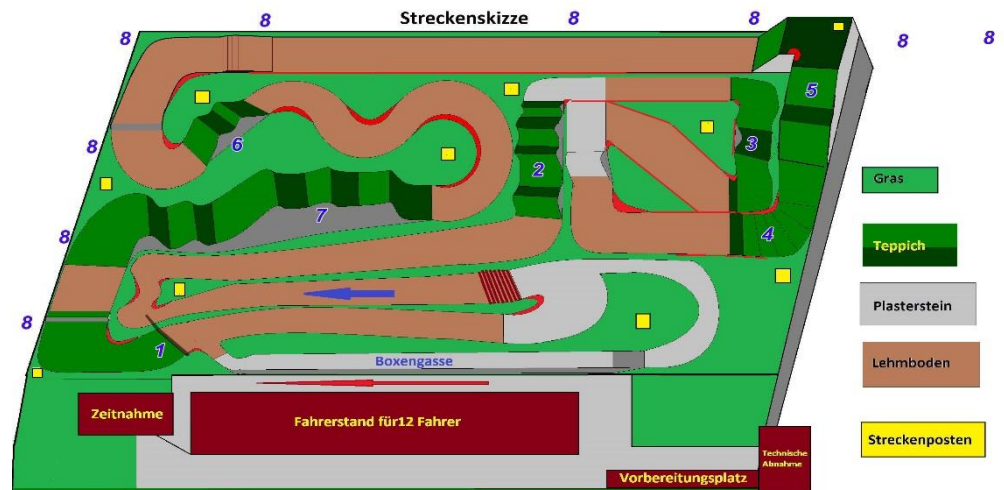 Streckenskizze
8 8 8 8 8 8
5
6
3
2
8
7
4
8
8
1
Boxengasse
Zeitnahme
Fahrerstand für12 Fahrer
Technische
Abnahme
Vorbereitungsplatz
Gras
Teppich
Plasterstein
Lehmboden
Streckenposten